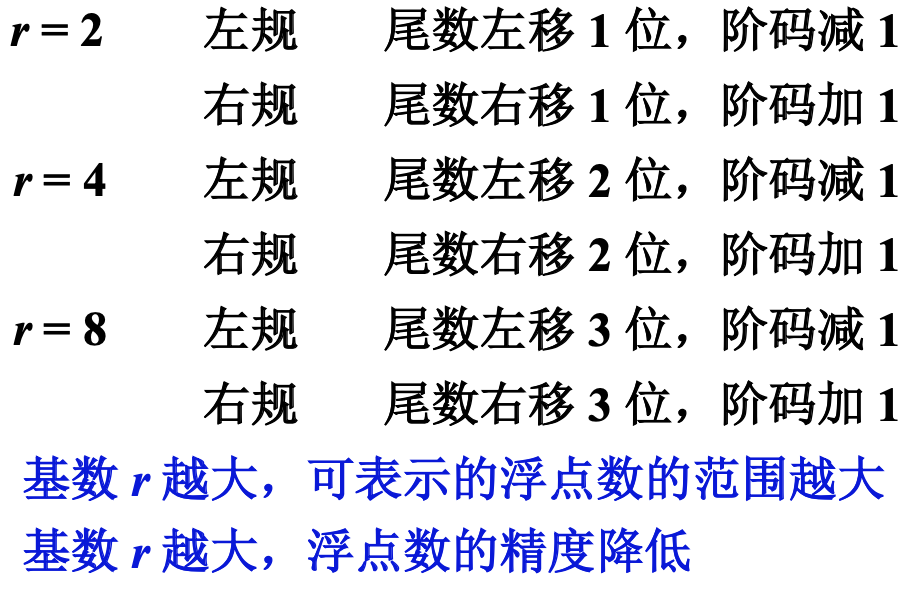 r = 2 左规 尾数左移 1 位，阶码减 1
右规 尾数右移 1 位，阶码加 1
r = 4 左规 尾数左移 2 位，阶码减 1
右规 尾数右移 2 位，阶码加 1
r = 8 左规 尾数左移 3 位，阶码减 1
右规 尾数右移 3 位，阶码加 1
基数 r 越大，可表示的浮点数的范围越大
基数 r 越大，浮点数的精度降低